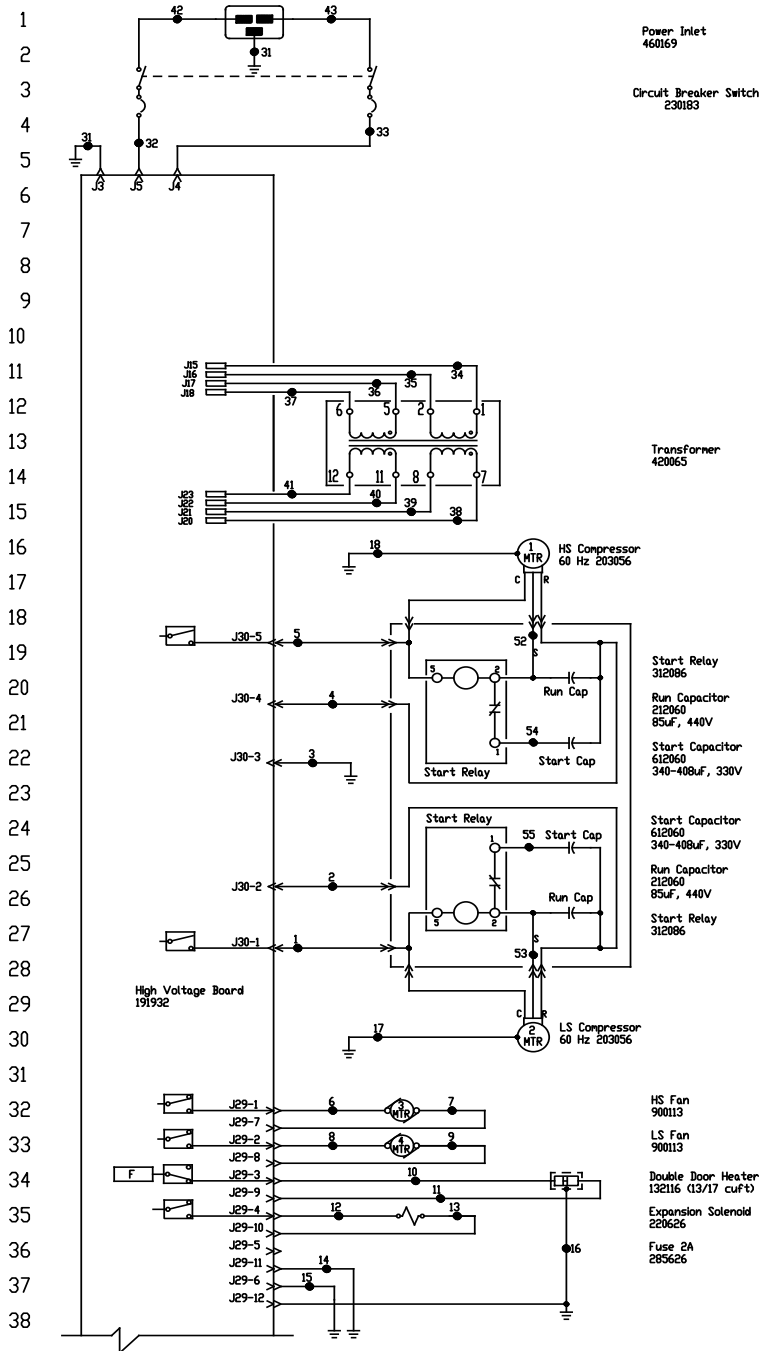 1
42
43
Power Inlet
460169
2
31
3
Circuit Breaker Switch
230183
4
33
31
32
5
J3
J5
J4
6
7
8
9
10
J15
34
11
J16
35
J17
36
J18
37
12
6
5
2
1
13
Transformer
420065
14
12
11
8
7
J23
41
J22
40
15
J21
39
J20
38
16
18
1
MTR
HS Compressor
60 Hz 203056
17
C
R
18
J30-5
5
52
S
19
Start Relay
312086
5
2
20
Run Cap
J30-4
4
Run Capacitor
212060
85uF, 440V
21
54
1
22
J30-3
3
Start Cap
Start Capacitor
612060
340-408uF, 330V
Start Relay
23
24
Start Relay
Start Capacitor
612060
340-408uF, 330V
1
55
Start Cap
25
J30-2
2
Run Capacitor
212060
85uF, 440V
26
Run Cap
5
2
Start Relay
312086
27
J30-1
1
S
53
28
High Voltage Board
191932
29
C
R
30
17
2
MTR
LS Compressor
60 Hz 203056
31
32
J29-1
6
3
MTR
7
HS Fan
900113
J29-7
33
J29-2
8
4
MTR
9
LS Fan
900113
J29-8
34
F
J29-3
10
Double Door Heater
132116 (13/17 cuft)
J29-9
11
35
J29-4
12
13
Expansion Solenoid
220626
J29-10
36
J29-5
16
Fuse 2A
285626
J29-11
14
37
J29-6
15
J29-12
38